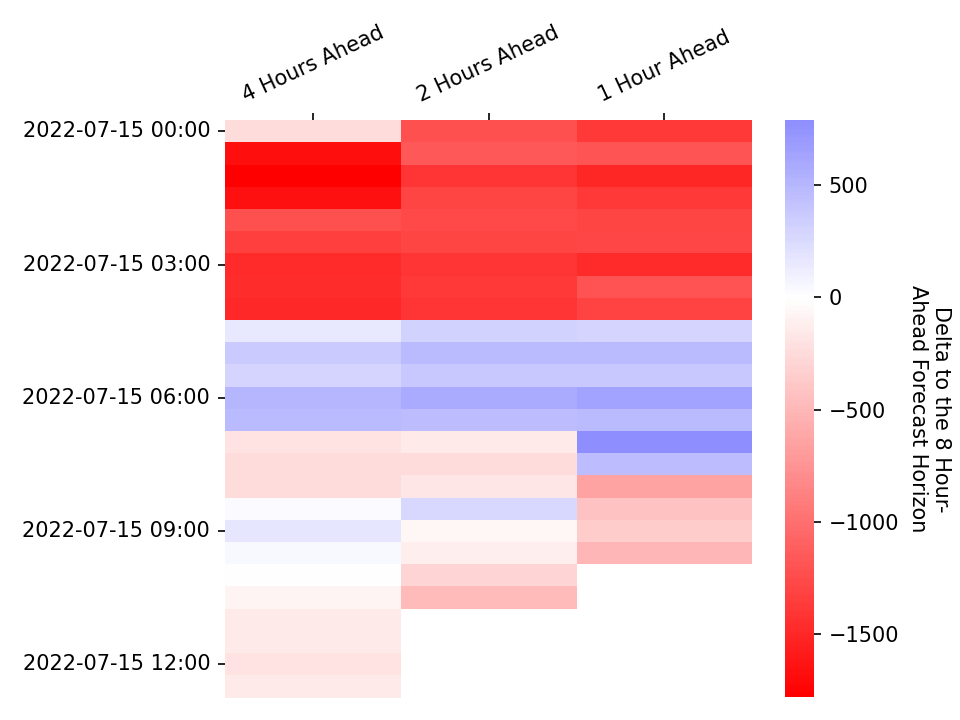 4 Hours Ahead
2 Hours Ahead
1 Hour Ahead
2022-07-15 00:00
2022-07-15 03:00
2022-07-15 06:00
2022-07-15 09:00
2022-07-15 12:00
500
0
−500
−1000
−1500
Delta to the 8 Hour-
Ahead Forecast Horizon